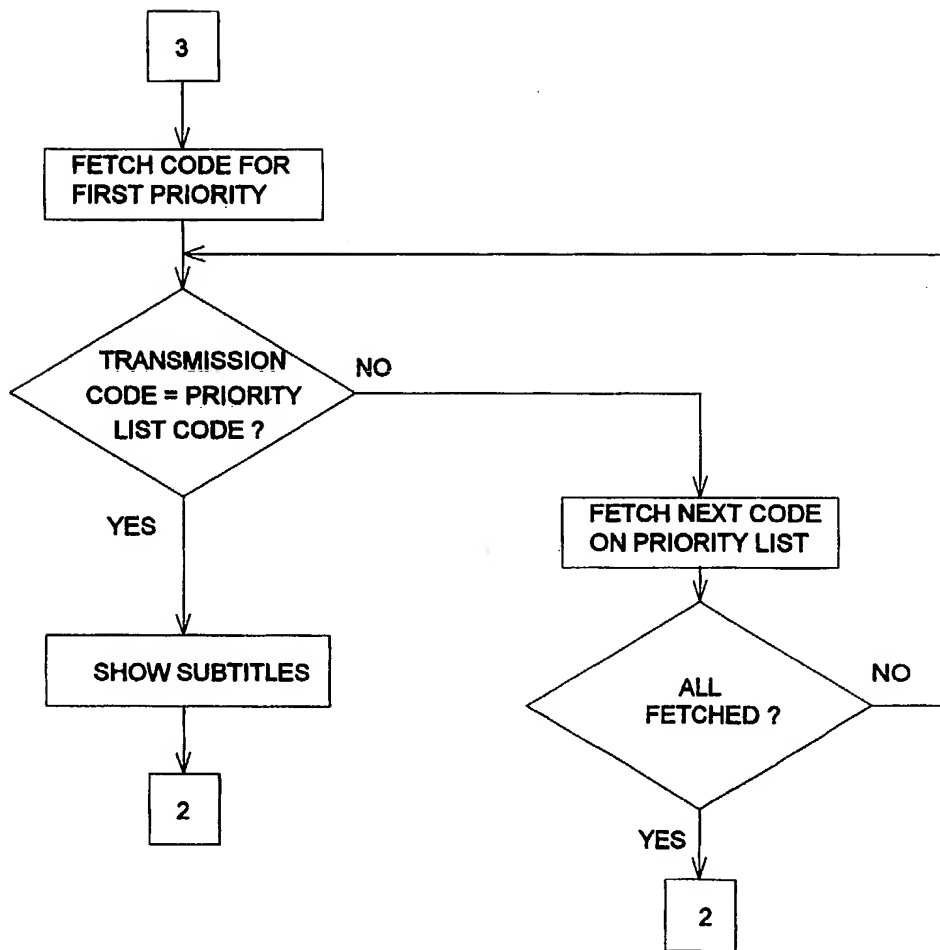 3
FETCH CODE FOR
FIRST PRIORITY
TRANSMISSION
CODE = PRIORITY
LIST CODE ?
NO
YES
FETCH NEXT CODE
ON PRIORITY LIST
SHOW SUBTITLES
ALL
FETCHED ?
NO
2
YES
2